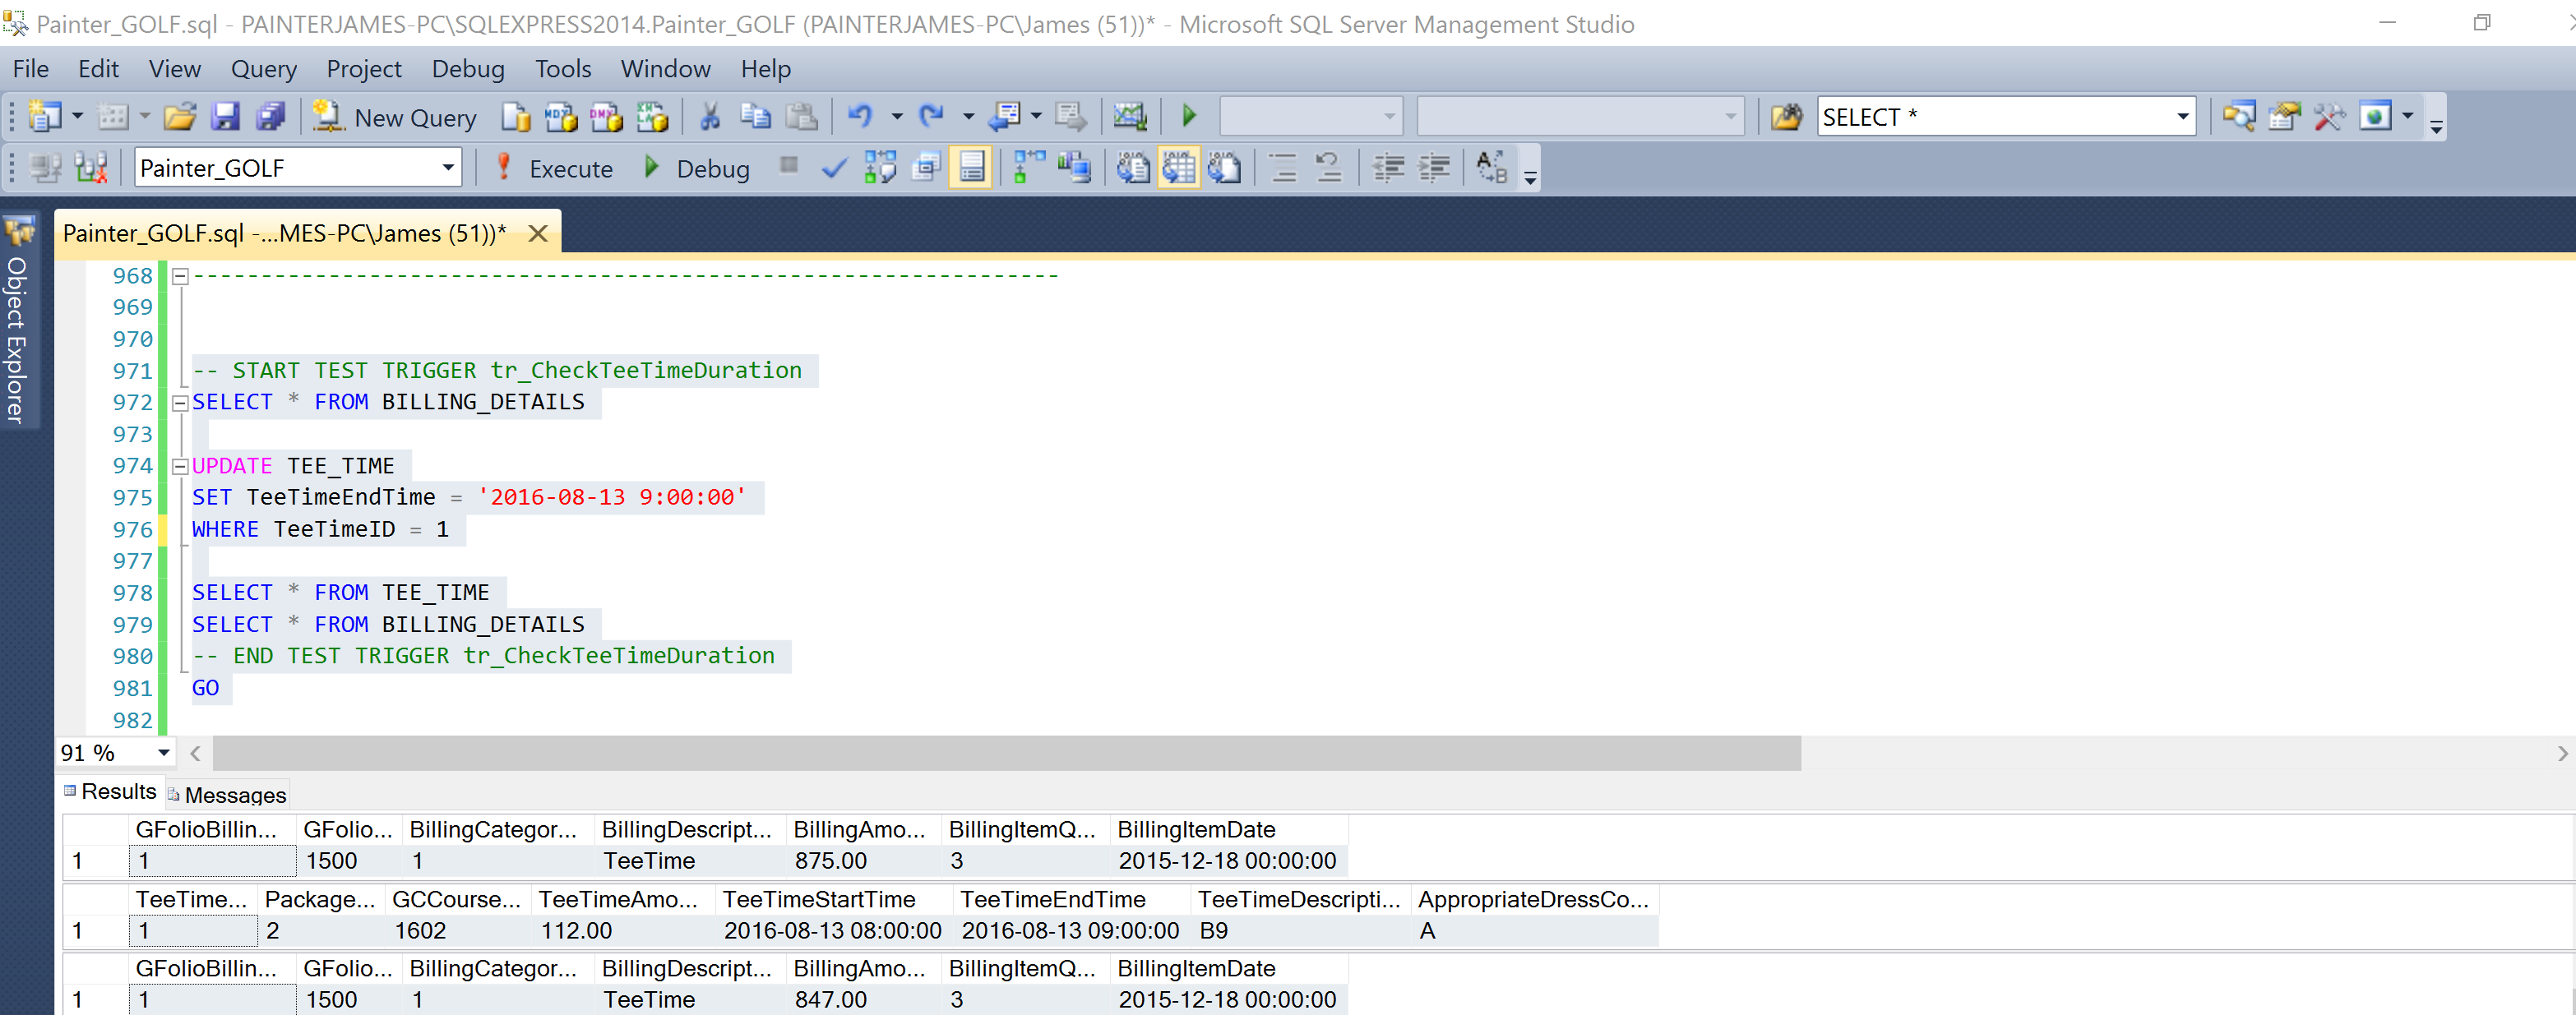 Painter_GOLF.sql - PAINTERJAMES-PC\SQLEXPRESS2014.Painter_GOLF (PAINTERJAMES-PC\James (51))* - Microsoft SQL Server Management Studio
File Edit View Query Project Debug Tools Window Help
New Query MDX DMX XMLA SELECT *
Painter_GOLF Execute Debug
Object Explorer
Painter_GOLF.sql -...MES-PC\James (51))*
968 ----------------------------------------------------------------
969
970
971 -- START TEST TRIGGER tr_CheckTeeTimeDuration
972 SELECT * FROM BILLING_DETAILS
973
974 UPDATE TEE_TIME
975 SET TeeTimeEndTime = '2016-08-13 9:00:00'
976 WHERE TeeTimeID = 1
977
978 SELECT * FROM TEE_TIME
979 SELECT * FROM BILLING_DETAILS
980 -- END TEST TRIGGER tr_CheckTeeTimeDuration
981 GO
982
91 %
Results Messages
GFolioBillin... GFolio... BillingCategor... BillingDescript... BillingAmo... BillingItemQ... BillingItemDate
1 1 1500 1 TeeTime 875.00 3 2015-12-18 00:00:00
TeeTime... Package... GCCourse... TeeTimeAmo... TeeTimeStartTime TeeTimeEndTime TeeTimeDescripti... AppropriateDressCo...
1 1 2 1602 112.00 2016-08-13 08:00:00 2016-08-13 09:00:00 B9 A
GFolioBillin... GFolio... BillingCategor... BillingDescript... BillingAmo... BillingItemQ... BillingItemDate
1 1 1500 1 TeeTime 847.00 3 2015-12-18 00:00:00